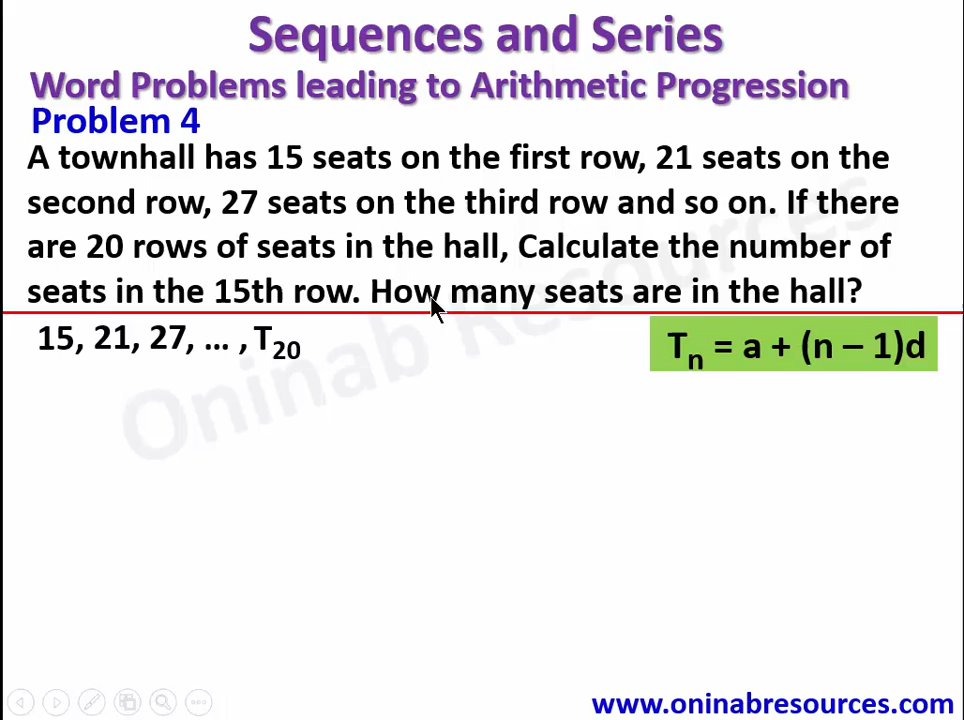 Sequences and Series
Word Problems leading to Arithmetic Progression
Problem 4
A townhall has 15 seats on the first row, 21 seats on the
second row, 27 seats on the third row and so on. If there
are 20 rows of seats in the hall, Calculate the number of
seats in the 15th row. How many seats are in the hall?
15, 21, 27, ... , T₂₀
Tₙ = a + (n – 1)d
Oninab Resources
www.oninabresources.com